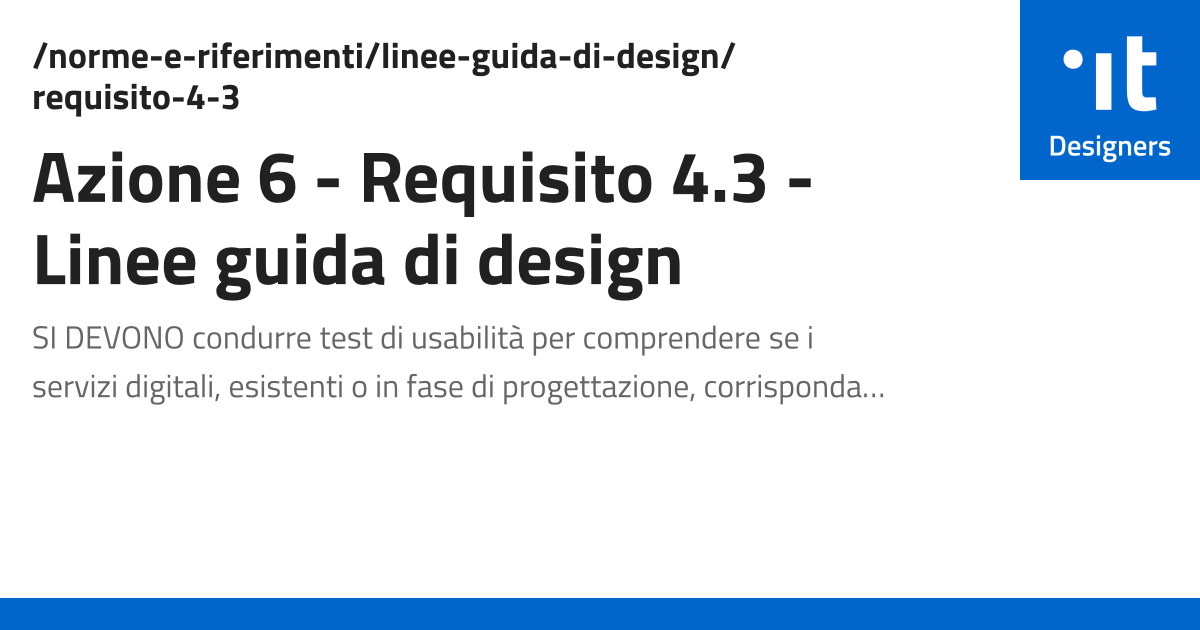 /norme-e-riferimenti/linee-guida-di-design/
requisito-4-3
Azione 6 - Requisito 4.3 -
Linee guida di design
SI DEVONO condurre test di usabilità per comprendere se i
servizi digitali, esistenti o in fase di progettazione, corrisponda…
it
Designers